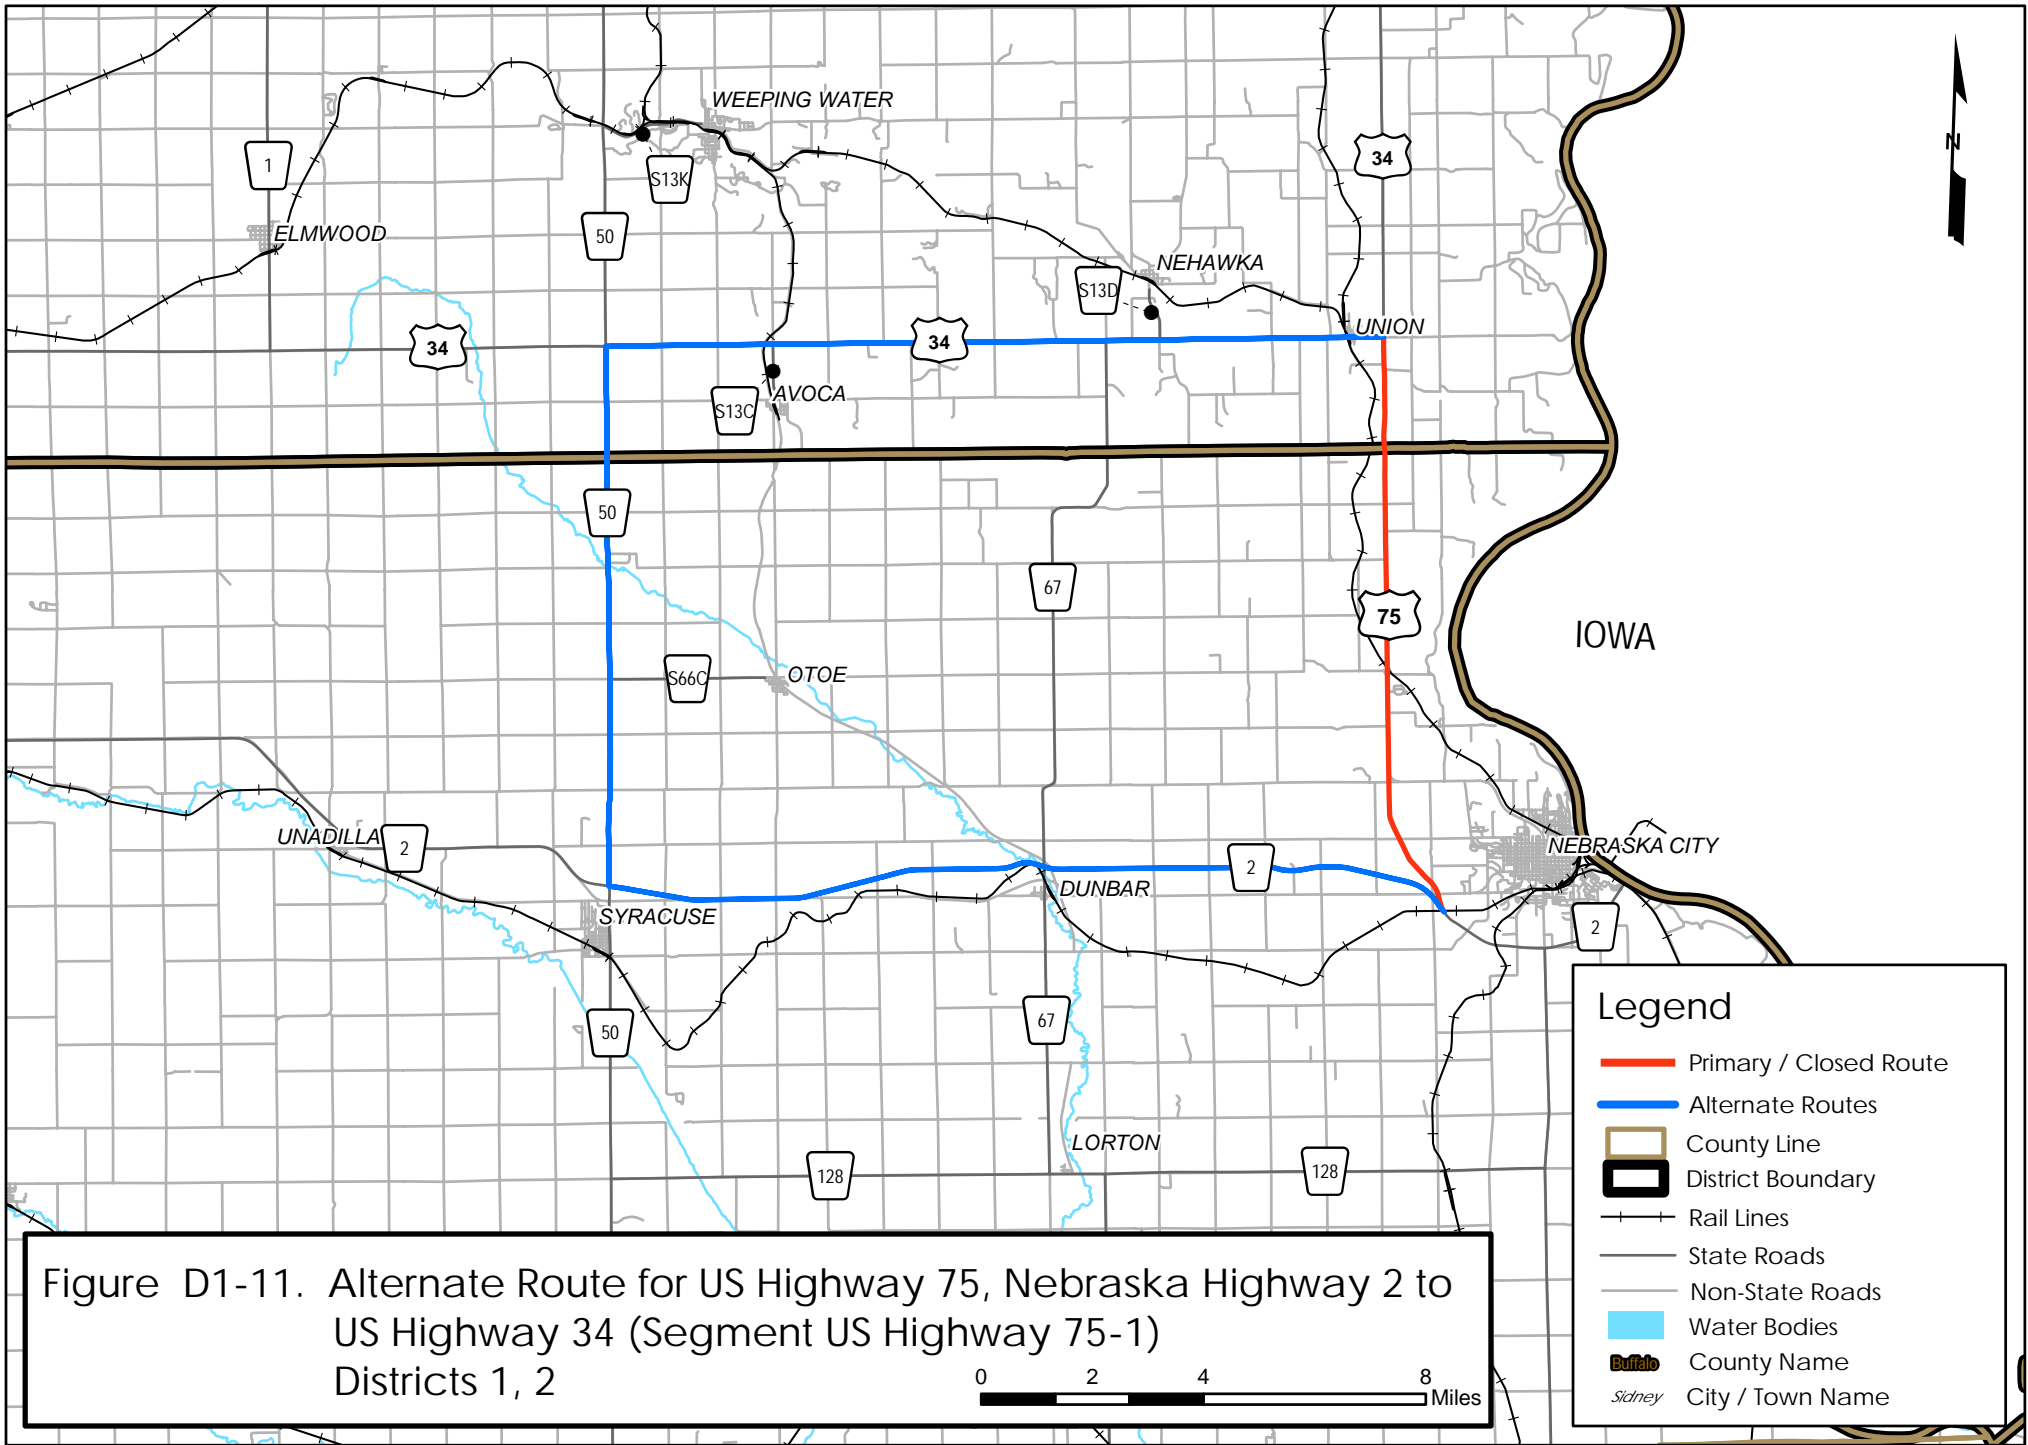 WEEPING WATER
34
N
1
S13K
ELMWOOD
50
NEHAWKA
S13D
UNION
34
34
AVOCA
S13C
50
67
75
IOWA
S66C
OTOE
UNADILLA
2
NEBRASKA CITY
2
DUNBAR
SYRACUSE
2
50
67
LORTON
128
128
Legend
Primary / Closed Route
Alternate Routes
County Line
District Boundary
Rail Lines
State Roads
Non-State Roads
Water Bodies
Buffalo County Name
Sidney City / Town Name
Figure D1-11. Alternate Route for US Highway 75, Nebraska Highway 2 to
US Highway 34 (Segment US Highway 75-1)
Districts 1, 2
0 2 4 8
Miles